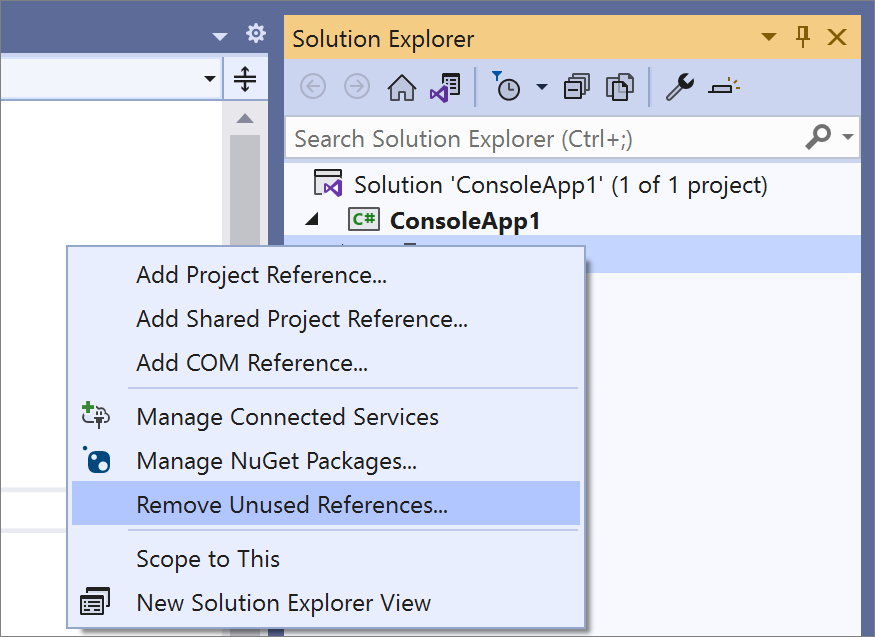 Solution Explorer
Search Solution Explorer (Ctrl+;)
Solution 'ConsoleApp1' (1 of 1 project)
C# ConsoleApp1
Add Project Reference...
Add Shared Project Reference...
Add COM Reference...
Manage Connected Services
Manage NuGet Packages...
Remove Unused References...
Scope to This
New Solution Explorer View